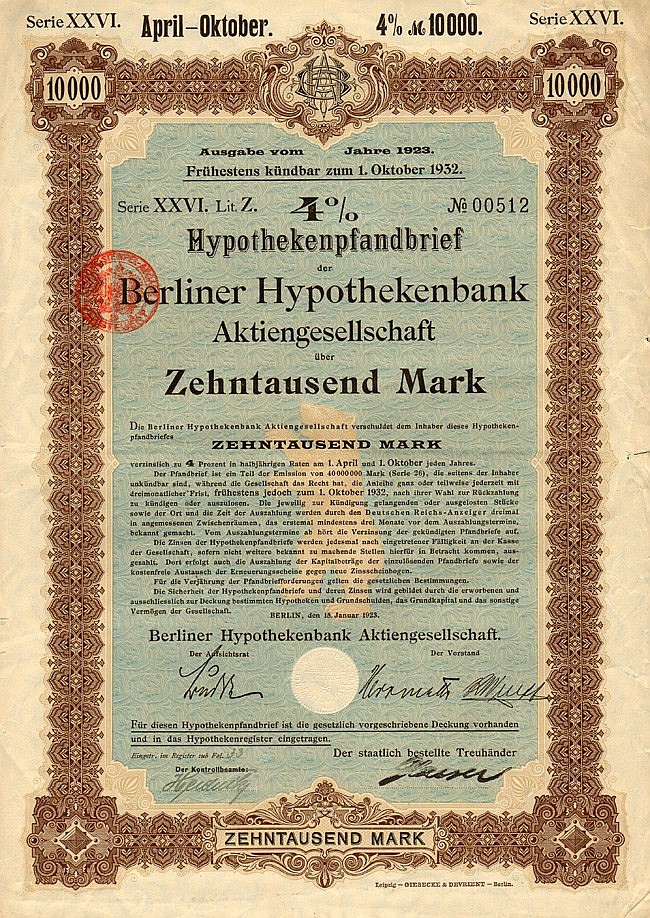 Serie XXVI. April–Oktober. 4% ℳ 10000. Serie XXVI.
10000 10000
Ausgabe vom Jahre 1923.
Frühestens kündbar zum 1. Oktober 1932.
Serie XXVI. Lit. Z. 4% № 00512
Hypothekenpfandbrief
der
Berliner Hypothekenbank
Aktiengesellschaft
über
Zehntausend Mark
Die Berliner Hypothekenbank Aktiengesellschaft verschuldet dem Inhaber dieses Hypotheken-
pfandbriefes
ZEHNTAUSEND MARK
verzinslich zu 4 Prozent in halbjährigen Raten am 1. April und 1. Oktober jeden Jahres.
Der Pfandbrief ist ein Teil der Emission von 40000000 Mark (Serie 26), die seitens der Inhaber
unkündbar sind, während die Gesellschaft das Recht hat, die Anleihe ganz oder teilweise jederzeit mit
dreimonatlicher Frist, frühestens jedoch zum 1. Oktober 1932, nach ihrer Wahl zur Rückzahlung
zu kündigen oder auszulosen. Die jeweilig zur Kündigung gelangenden oder ausgelosten Stücke
sowie der Ort und die Zeit der Auszahlung werden durch den Deutschen Reichs-Anzeiger dreimal
in angemessenen Zwischenräumen, das erstemal mindestens drei Monate vor dem Auszahlungstermine,
bekannt gemacht. Vom Auszahlungstermine ab hört die Verzinsung der gekündigten Pfandbriefe auf.
Die Zinsen der Hypothekenpfandbriefe werden jedesmal nach eingetretener Fälligkeit an der Kasse
der Gesellschaft, sofern nicht weitere bekannt zu machende Stellen hierfür in Betracht kommen, aus-
gezahlt. Dort erfolgt auch die Auszahlung der Kapitalbeträge der einzulösenden Pfandbriefe sowie der
kostenfreie Austausch der Erneuerungsscheine gegen neue Zinsscheinbogen.
Für die Verjährung der Pfandbriefforderungen gelten die gesetzlichen Bestimmungen.
Die Sicherheit der Hypothekenpfandbriefe und deren Zinsen wird gebildet durch die erworbenen und
ausschliesslich zur Deckung bestimmten Hypotheken und Grundschulden, das Grundkapital und das sonstige
Vermögen der Gesellschaft.
BERLIN, den 15. Januar 1923.
Berliner Hypothekenbank Aktiengesellschaft.
Der Aufsichtsrat Der Vorstand
Für diesen Hypothekenpfandbrief ist die gesetzlich vorgeschriebene Deckung vorhanden
und in das Hypothekenregister eingetragen.
Eingetr. im Register sub Fol. Der staatlich bestellte Treuhänder
Der Kontrollbeamte:
ZEHNTAUSEND MARK
Leipzig — GIESECKE & DEVRIENT — Berlin.